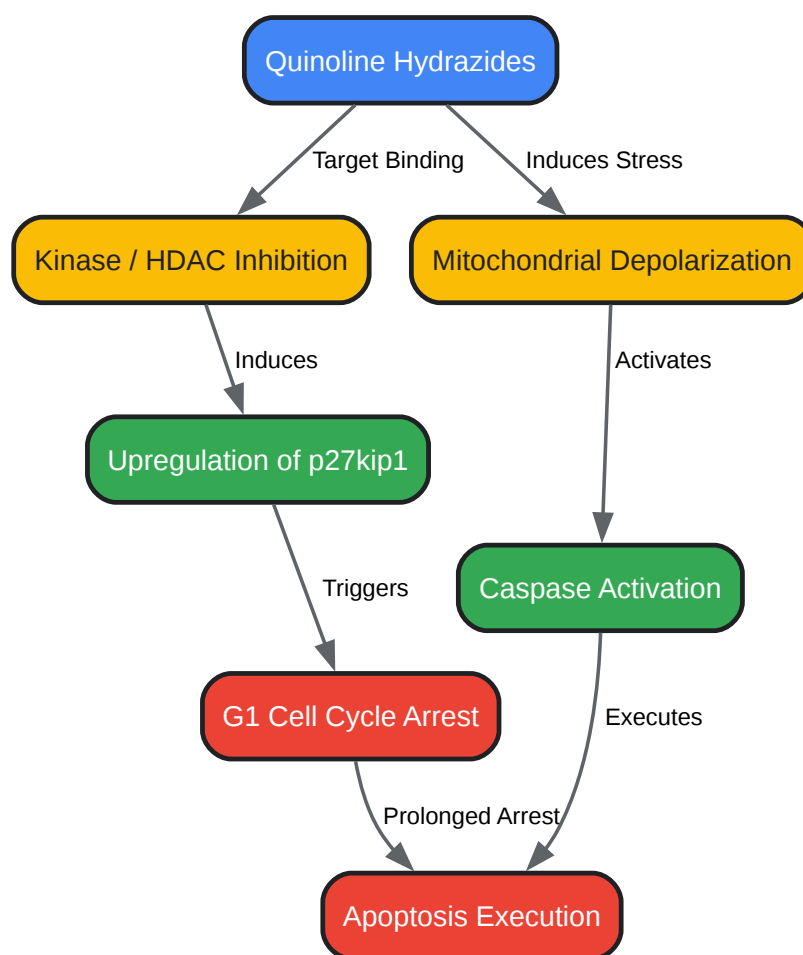 Quinoline Hydrazides
Target Binding
Induces Stress
Kinase / HDAC Inhibition
Mitochondrial Depolarization
Induces
Activates
Upregulation of p27kip1
Triggers
Caspase Activation
G1 Cell Cycle Arrest
Executes
Prolonged Arrest
Apoptosis Execution